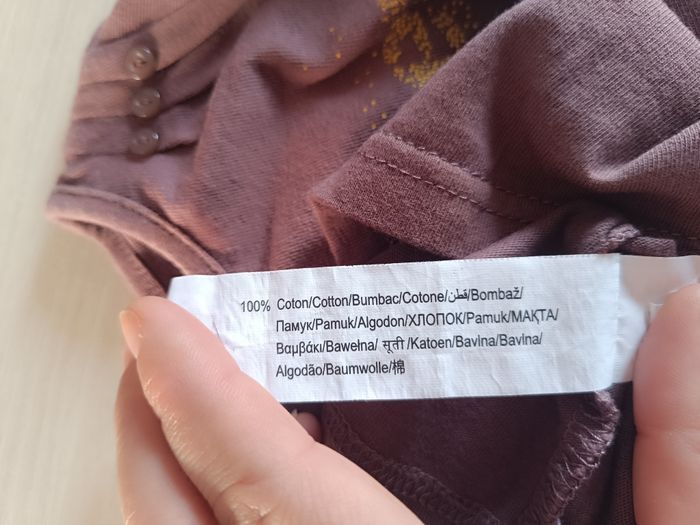 100% Coton/Cotton/Bumbac/Cotone/قطن/Bombaž/
Памук/Pamuk/Algodon/ХЛОПОК/Pamuk/МАҚТА/
Βαμβάκι/Bawełna/ सूती /Katoen/Bavlna/Bavlna/
Algodão/Baumwolle/棉